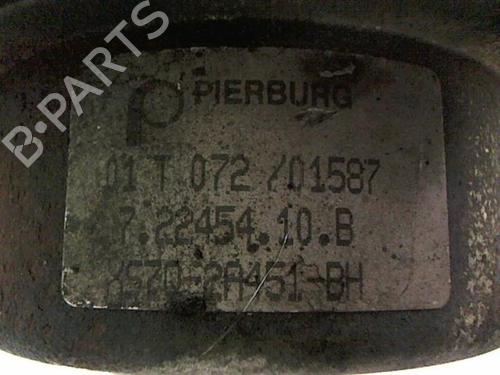 B-PARTS
PIERBURG
01 T 072 /01587
7.22454.10.B
XS7Q-2A451-BH